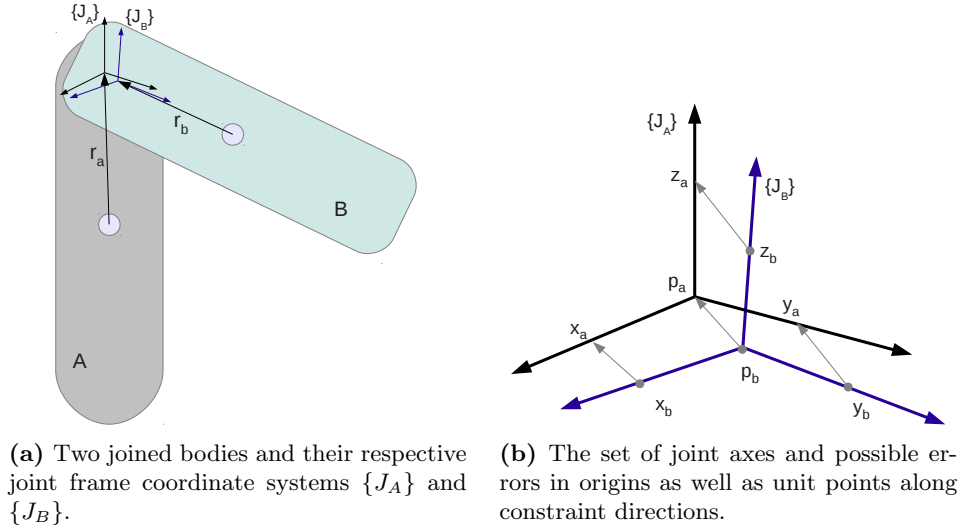 {J_A}
{J_B}
r_a
r_b
B
A
{J_A}
z_a
{J_B}
z_b
p_a
y_a
x_a
p_b
x_b
y_b
(a) Two joined bodies and their respective
joint frame coordinate systems {J_A} and
{J_B}.
(b) The set of joint axes and possible er-
rors in origins as well as unit points along
constraint directions.